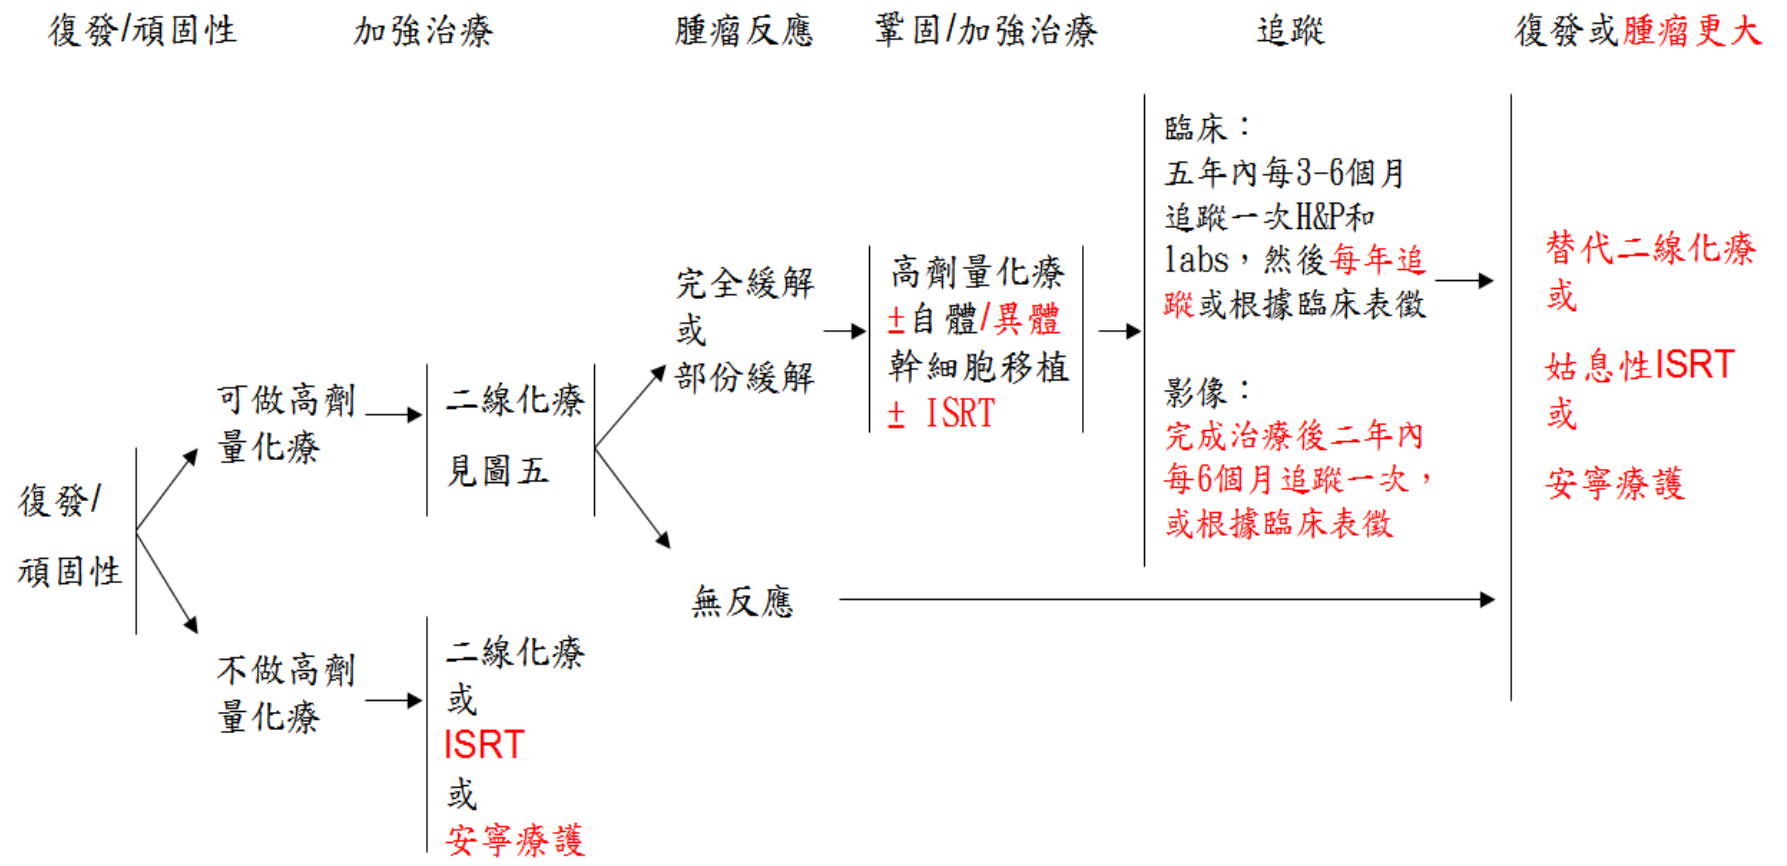 復發/頑固性
加強治療
腫瘤反應
鞏固/加強治療
追蹤
復發或腫瘤更大
復發/
頑固性
可做高劑
量化療
不做高劑
量化療
二線化療
見圖五
二線化療
或
ISRT
或
安寧療護
完全緩解
或
部份緩解
無反應
高劑量化療
±自體/異體
幹細胞移植
± ISRT
臨床：
五年內每3-6個月
追蹤一次H&P和
labs，然後每年追
蹤或根據臨床表徵
影像：
完成治療後二年內
每6個月追蹤一次，
或根據臨床表徵
替代二線化療
或
姑息性ISRT
或
安寧療護